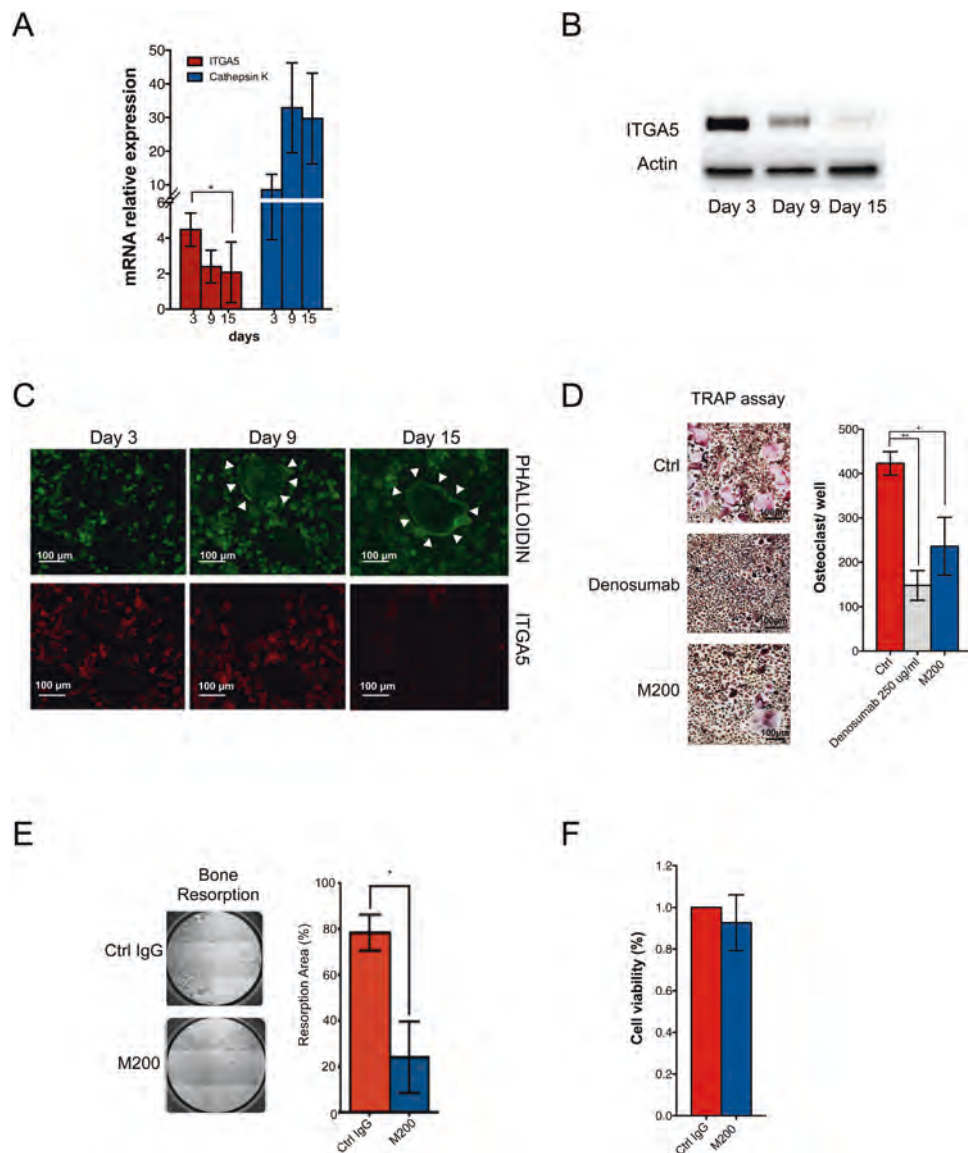 A
ITGA5
Cathepsin K
50
40
30
20
10
6
4
2
0
mRNA relative expression
*
3 9 15 3 9 15
days
B
ITGA5
Actin
Day 3 Day 9 Day 15
C
Day 3 Day 9 Day 15
PHALLOIDIN
100 µm 100 µm 100 µm
ITGA5
100 µm 100 µm 100 µm
D
TRAP assay
Ctrl
100µm
Denosumab
100µm
M200
100µm
500
400
300
200
100
0
Osteoclast/ well
**
*
Ctrl
Denosumab 250 ug/ml
M200
E
Bone
Resorption
Ctrl IgG
M200
100
80
60
40
20
0
Resorption Area (%)
*
Ctrl IgG
M200
F
1.2
1.0
0.8
0.6
0.4
0.2
0.0
Cell viability (%)
Ctrl IgG
M200